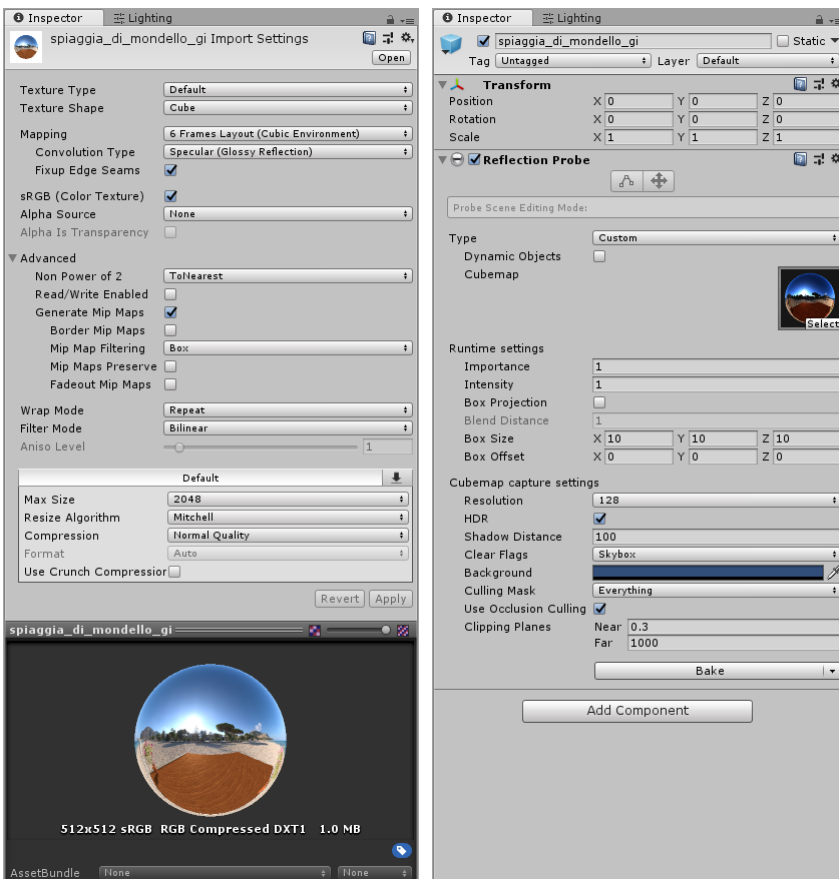 Inspector
Lighting
spiaggia_di_mondello_gi Import Settings
Open
Texture Type Default
Texture Shape Cube
Mapping 6 Frames Layout (Cubic Environment)
Convolution Type Specular (Glossy Reflection)
Fixup Edge Seams
sRGB (Color Texture)
Alpha Source None
Alpha Is Transparency
Advanced
Non Power of 2 ToNearest
Read/Write Enabled
Generate Mip Maps
Border Mip Maps
Mip Map Filtering Box
Mip Maps Preserve
Fadeout Mip Maps
Wrap Mode Repeat
Filter Mode Bilinear
Aniso Level 1
Default
Max Size 2048
Resize Algorithm Mitchell
Compression Normal Quality
Format Auto
Use Crunch Compression
Revert Apply
spiaggia_di_mondello_gi
512x512 sRGB RGB Compressed DXT1 1.0 MB
AssetBundle None None
Inspector
Lighting
spiaggia_di_mondello_gi Static
Tag Untagged Layer Default
Transform
Position X 0 Y 0 Z 0
Rotation X 0 Y 0 Z 0
Scale X 1 Y 1 Z 1
Reflection Probe
Probe Scene Editing Mode:
Type Custom
Dynamic Objects
Cubemap
Select
Runtime settings
Importance 1
Intensity 1
Box Projection
Blend Distance 1
Box Size X 10 Y 10 Z 10
Box Offset X 0 Y 0 Z 0
Cubemap capture settings
Resolution 128
HDR
Shadow Distance 100
Clear Flags Skybox
Background
Culling Mask Everything
Use Occlusion Culling
Clipping Planes Near 0.3
Far 1000
Bake
Add Component